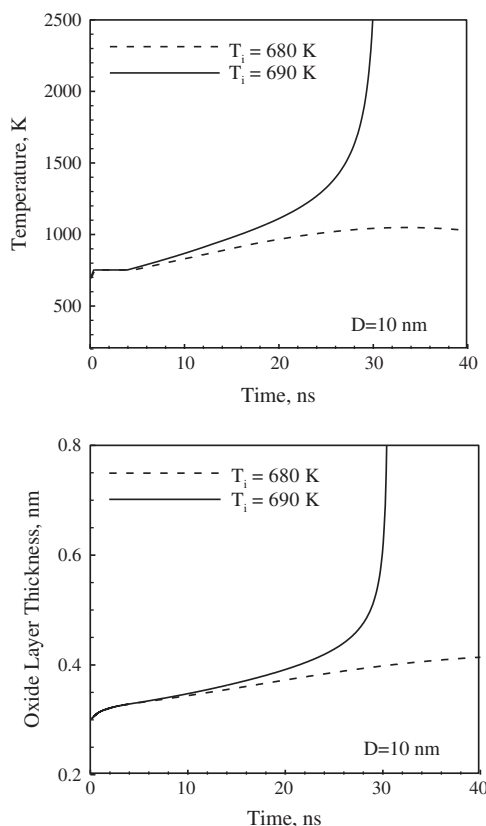 2500
2000
1500
1000
500
Temperature, K
T_i = 680 K
T_i = 690 K
D=10 nm
0 10 20 30 40
Time, ns
0.8
0.6
0.4
0.2
Oxide Layer Thickness, nm
T_i = 680 K
T_i = 690 K
D=10 nm
0 10 20 30 40
Time, ns